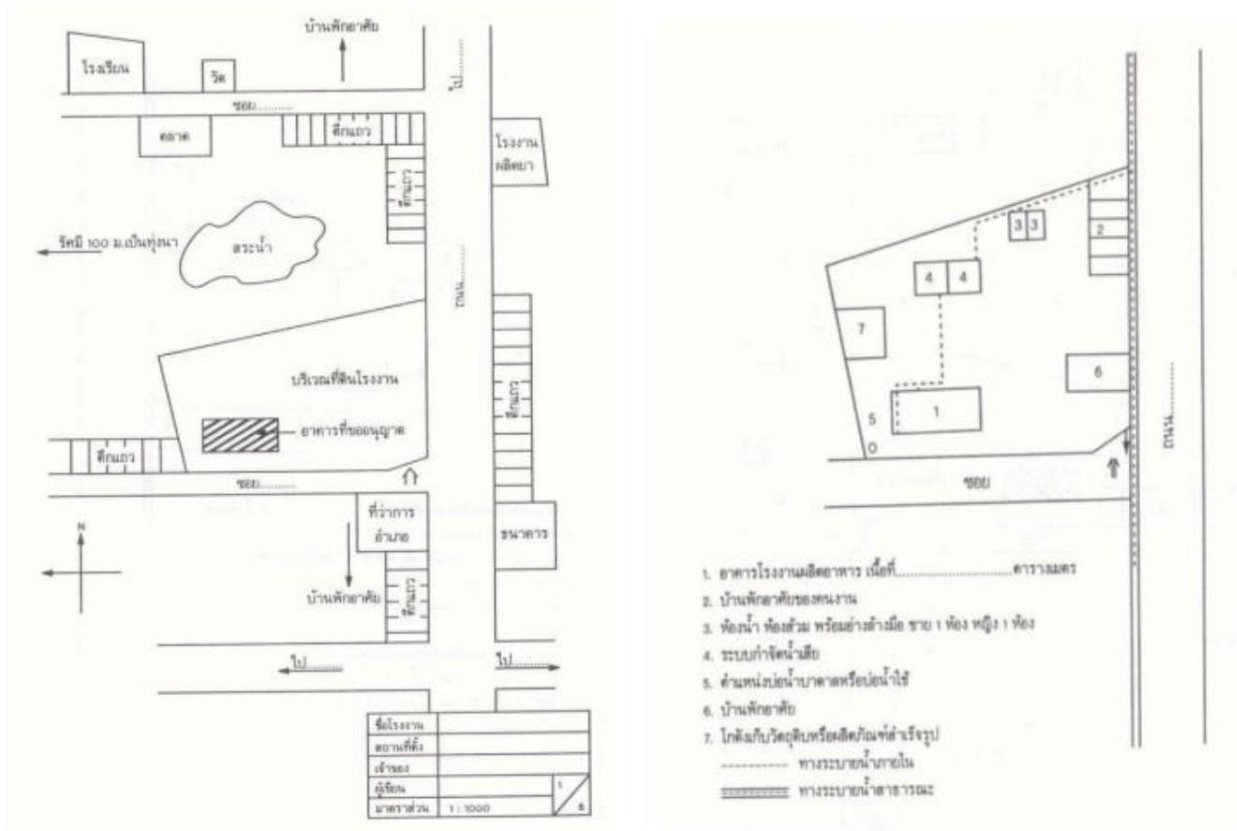 บ้านพักอาศัย
โรงเรียน
วัด
ไป..........
ซอย..........
ตลาด
ตึกแถว
โรงงาน
ผลิตยา
ตึกแถว
รัศมี 100 ม.เป็นทุ่งนา
สระน้ำ
ถนน..........
บริเวณที่ดินโรงงาน
ตึกแถว
อาคารที่ขออนุญาต
ตึกแถว
ซอย..........
ที่ว่าการ
อำเภอ
ธนาคาร
N
บ้านพักอาศัย
ตึกแถว
ไป..........
ไป..........
ชื่อโรงงาน
สถานที่ตั้ง
เจ้าของ
ผู้เขียน
มาตราส่วน 1 : 1000
1
6
3 3
2
4 4
7
6
1
5
ถนน..........
ซอย
1. อาคารโรงงานผลิตอาหาร เนื้อที่..............................ตารางเมตร
2. บ้านพักอาศัยของคนงาน
3. ห้องน้ำ ห้องส้วม พร้อมอ่างล้างมือ ชาย 1 ห้อง หญิง 1 ห้อง
4. ระบบกำจัดน้ำเสีย
5. ตำแหน่งบ่อน้ำบาดาลหรือบ่อน้ำใช้
6. บ้านพักอาศัย
7. โกดังเก็บวัตถุดิบหรือผลิตภัณฑ์สำเร็จรูป
ทางระบายน้ำภายใน
ทางระบายน้ำสาธารณะ